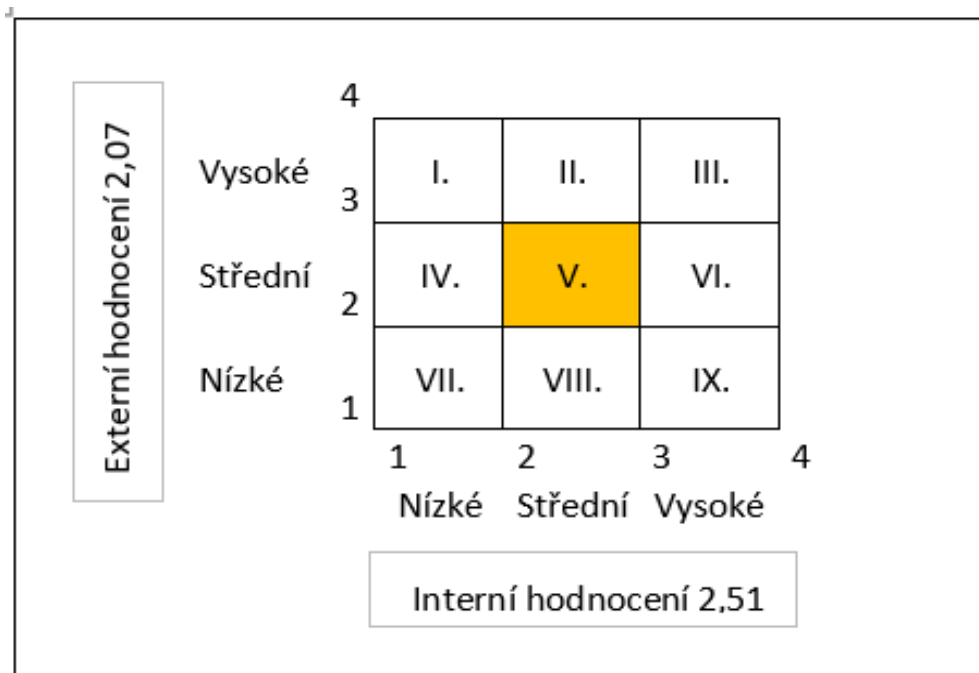 Externí hodnocení 2,07
4
Vysoké I. II. III.
3
Střední IV. V. VI.
2
Nízké VII. VIII. IX.
1
1 2 3 4
Nízké Střední Vysoké
Interní hodnocení 2,51